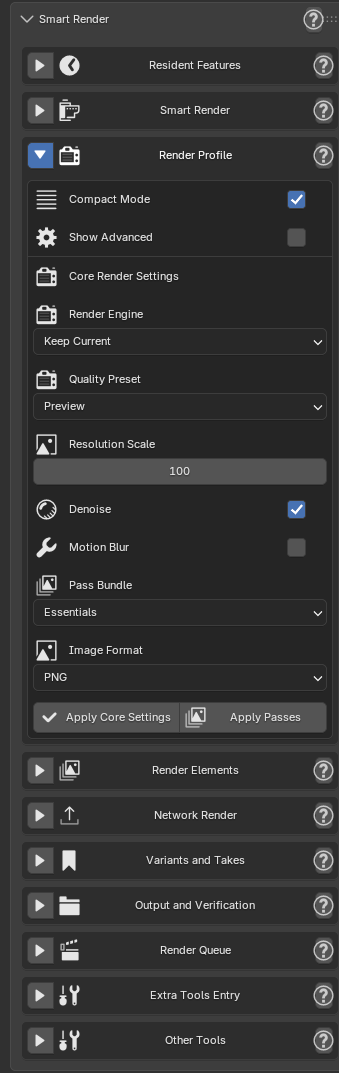 Smart Render
Resident Features
Smart Render
Render Profile
Compact Mode
Show Advanced
Core Render Settings
Render Engine
Keep Current
Quality Preset
Preview
Resolution Scale
100
Denoise
Motion Blur
Pass Bundle
Essentials
Image Format
PNG
Apply Core Settings Apply Passes
Render Elements
Network Render
Variants and Takes
Output and Verification
Render Queue
Extra Tools Entry
Other Tools